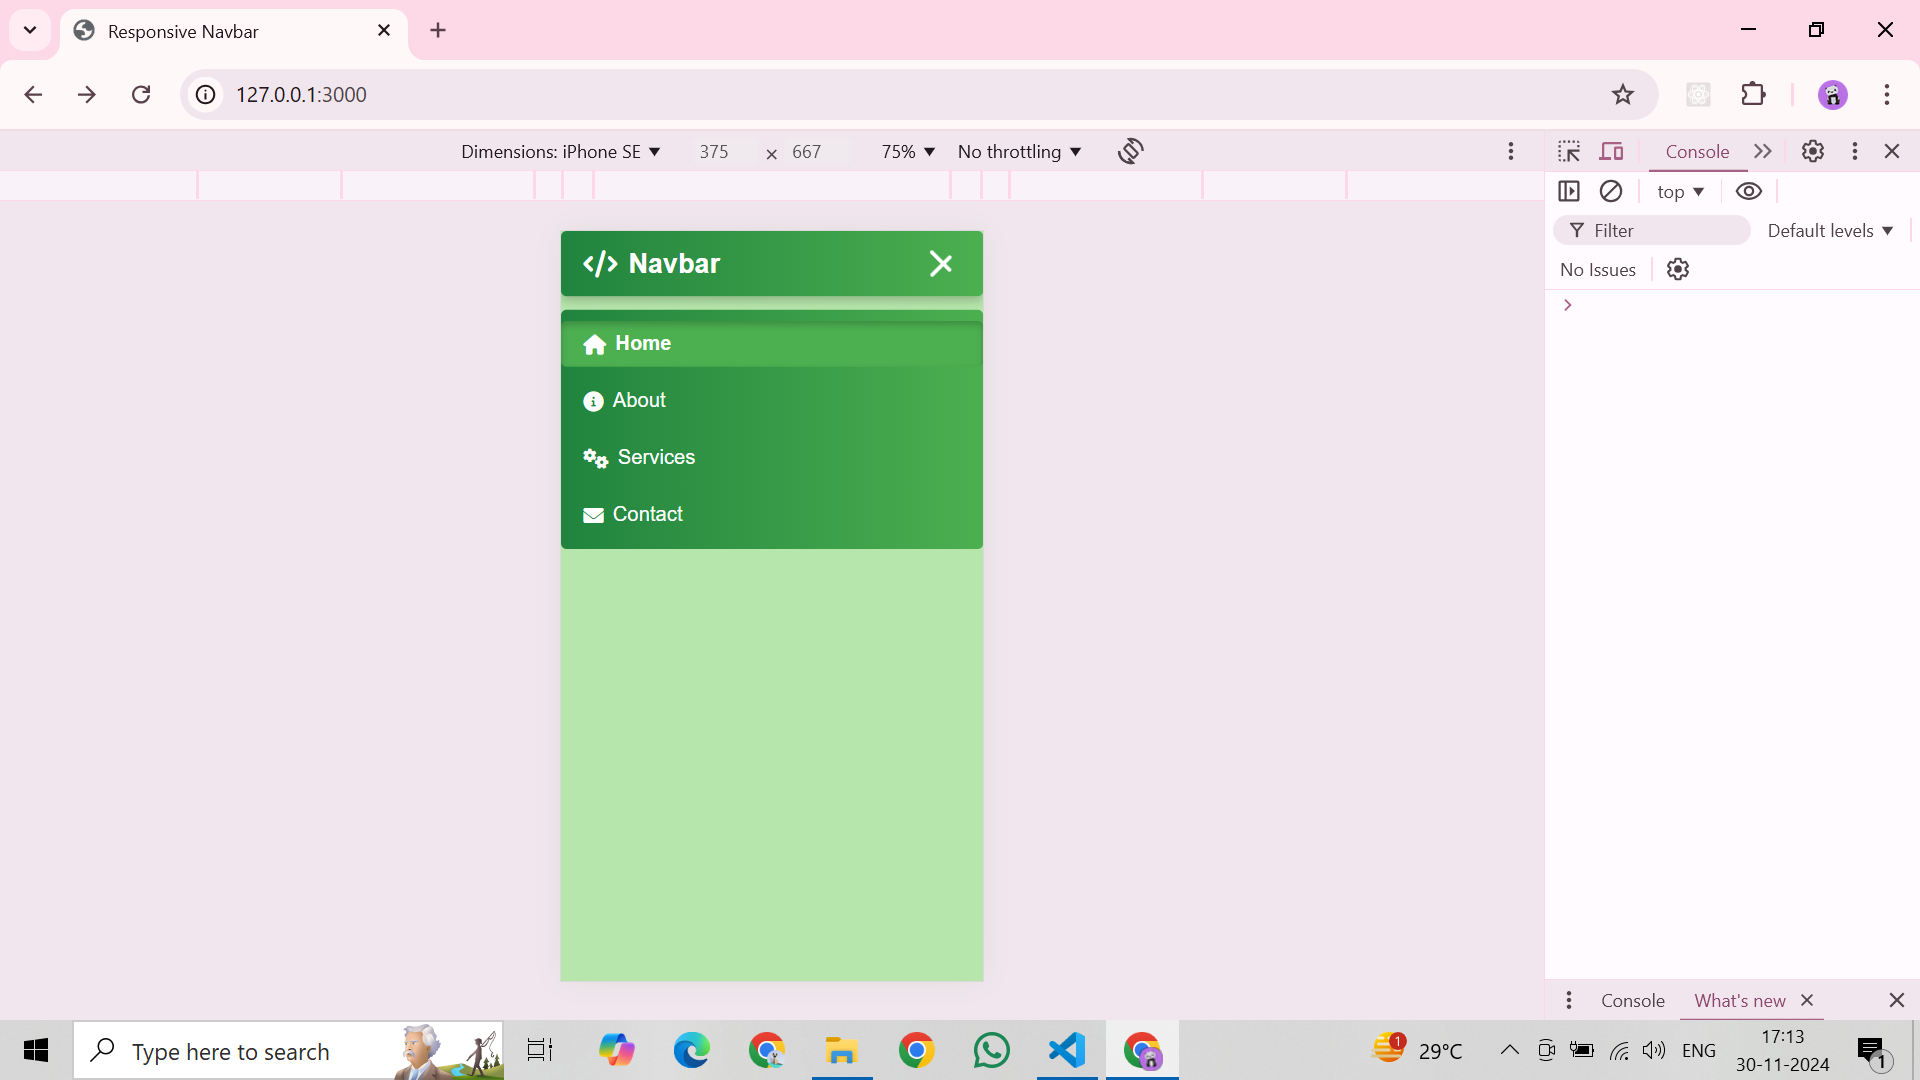 Responsive Navbar
127.0.0.1:3000
Dimensions: iPhone SE 375 × 667 75% No throttling
Console
top
Filter Default levels
No Issues
</> Navbar
Home
About
Services
Contact
Console What's new
Type here to search
1 29°C ENG 17:13
30-11-2024 1